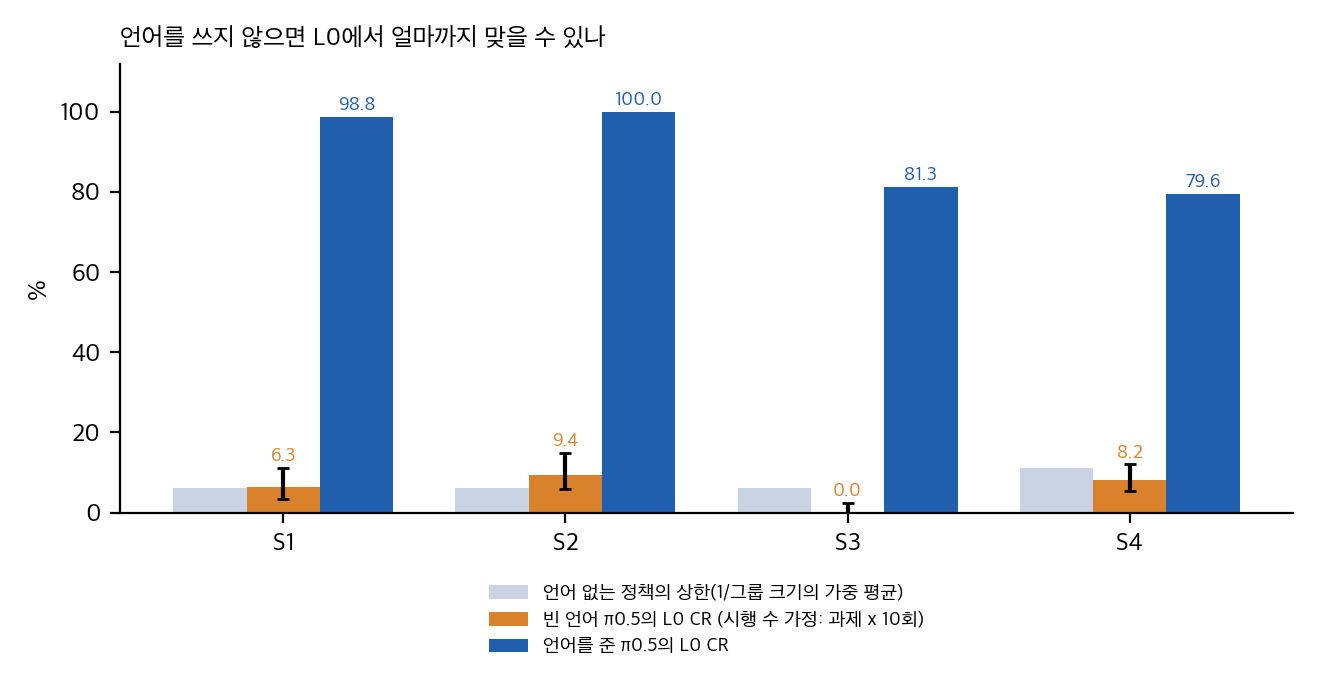 언어를 쓰지 않으면 L0에서 얼마까지 맞을 수 있나
%
100
80
60
40
20
0
98.8
100.0
81.3
79.6
6.3
9.4
0.0
8.2
S1
S2
S3
S4
언어 없는 정책의 상한(1/그룹 크기의 가중 평균)
빈 언어 π0.5의 L0 CR (시행 수 가정: 과제 x 10회)
언어를 준 π0.5의 L0 CR